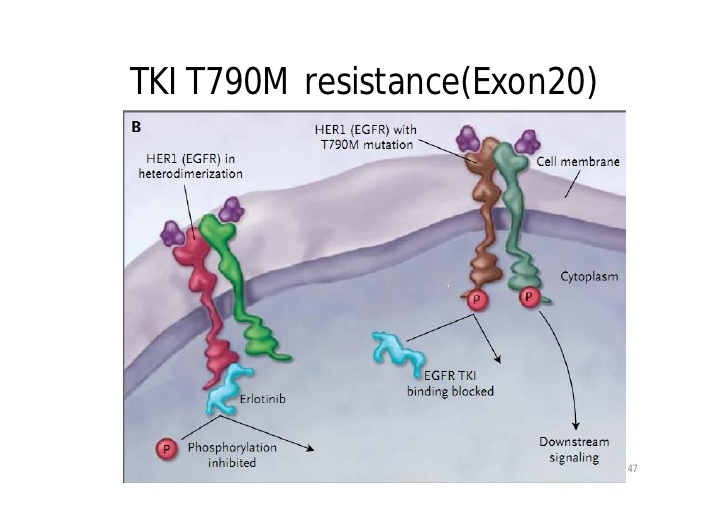 TKI T790M resistance(Exon20)
B
HER1 (EGFR) with
T790M mutation
HER1 (EGFR) in
heterodimerization
Cell membrane
Cytoplasm
P
P
EGFR TKI
binding blocked
Erlotinib
P
Phosphorylation
inhibited
Downstream
signaling
47